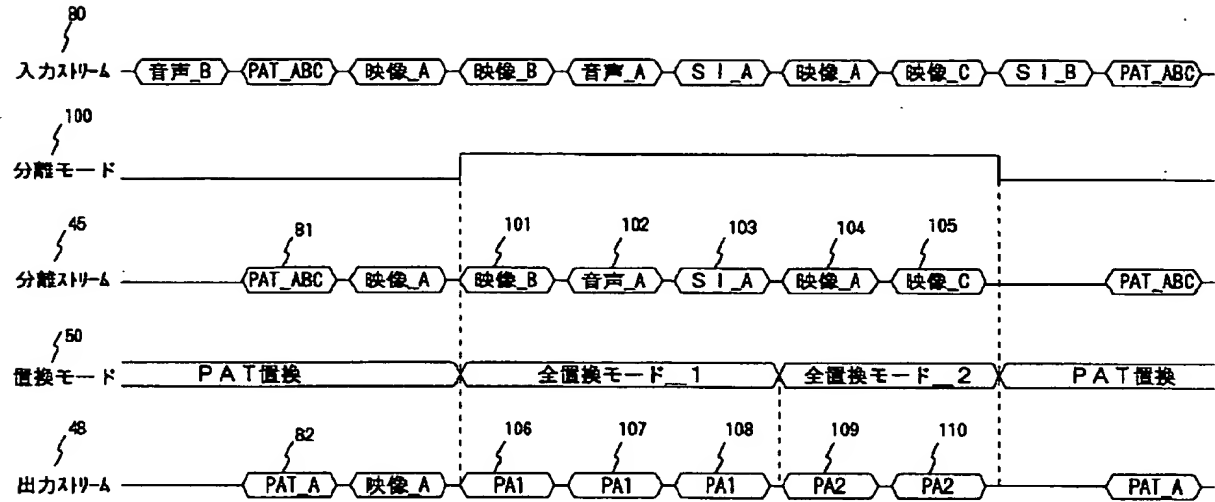 80
入力ストリーム 音声_B PAT_ABC 映像_A 映像_B 音声_A SI_A 映像_A 映像_C SI_B PAT_ABC
100
分離モード
45 81 101 102 103 104 105
分離ストリーム PAT_ABC 映像_A 映像_B 音声_A SI_A 映像_A 映像_C PAT_ABC
50
置換モード PAT置換 全置換モード_1 全置換モード_2 PAT置換
48 82 106 107 108 109 110
出力ストリーム PAT_A 映像_A PA1 PA1 PA1 PA2 PA2 PAT_A